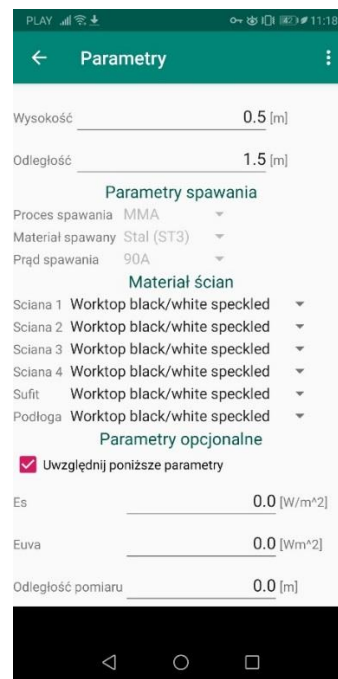 PLAY 42 11:18
Parametry
Wysokość 0.5 [m]
Odległość 1.5 [m]
Parametry spawania
Proces spawania MMA
Materiał spawany Stal (ST3)
Prąd spawania 90A
Materiał ścian
Sciana 1 Worktop black/white speckled
Sciana 2 Worktop black/white speckled
Sciana 3 Worktop black/white speckled
Sciana 4 Worktop black/white speckled
Sufit Worktop black/white speckled
Podłoga Worktop black/white speckled
Parametry opcjonalne
Uwzględnij poniższe parametry
Es 0.0 [W/m^2]
Euva 0.0 [Wm^2]
Odległość pomiaru 0.0 [m]